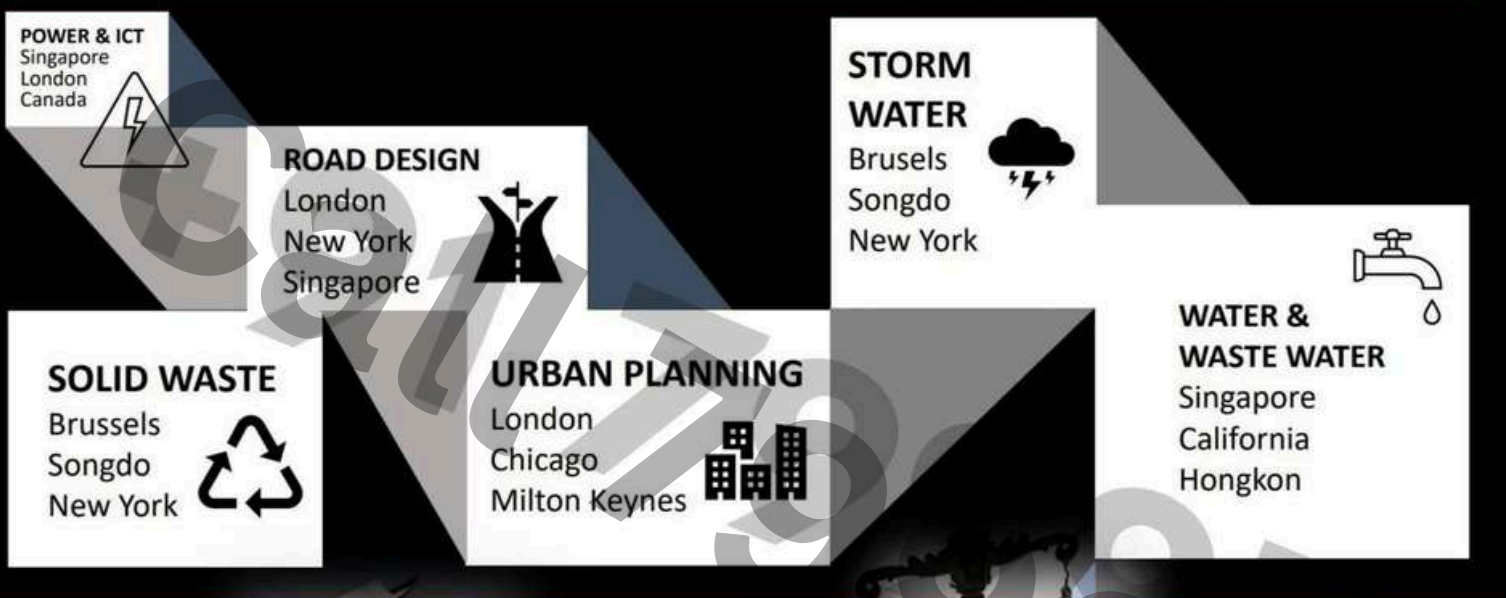 POWER & ICT
Singapore
London
Canada
ROAD DESIGN
London
New York
Singapore
SOLID WASTE
Brussels
Songdo
New York
URBAN PLANNING
London
Chicago
Milton Keynes
STORM
WATER
Brusels
Songdo
New York
WATER &
WASTE WATER
Singapore
California
Hongkon